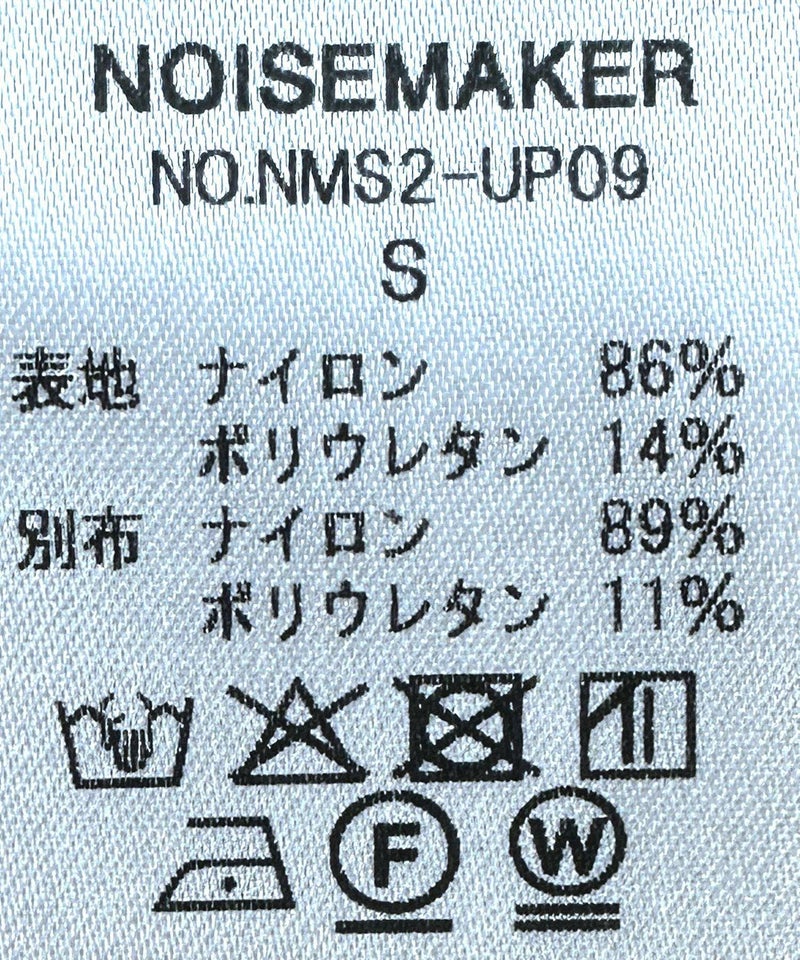 NOISEMAKER
NO.NMS2-UP09
S
表地 ナイロン 86%
ポリウレタン 14%
別布 ナイロン 89%
ポリウレタン 11%
F W